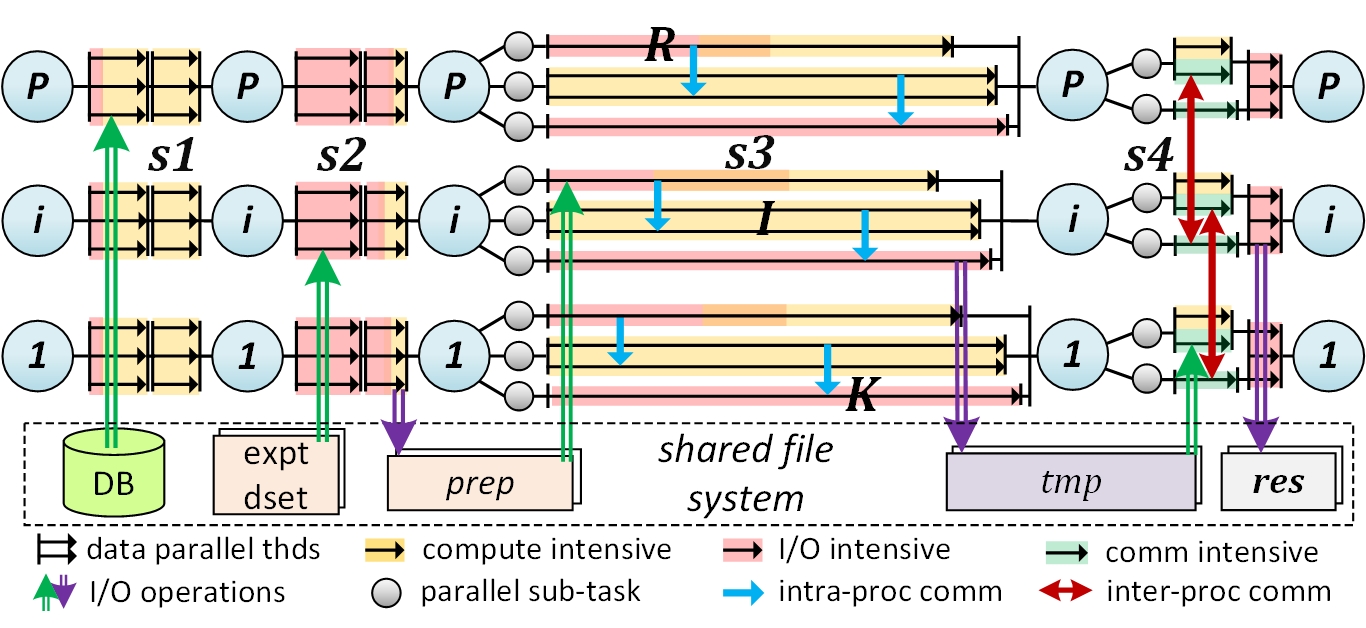 P P P R P P
s1 s2 s3 s4
i i i I i i
1 1 1 K 1 1
DB
expt
dset
prep
shared file
system
tmp
res
data parallel thds
compute intensive
I/O intensive
comm intensive
I/O operations
parallel sub-task
intra-proc comm
inter-proc comm